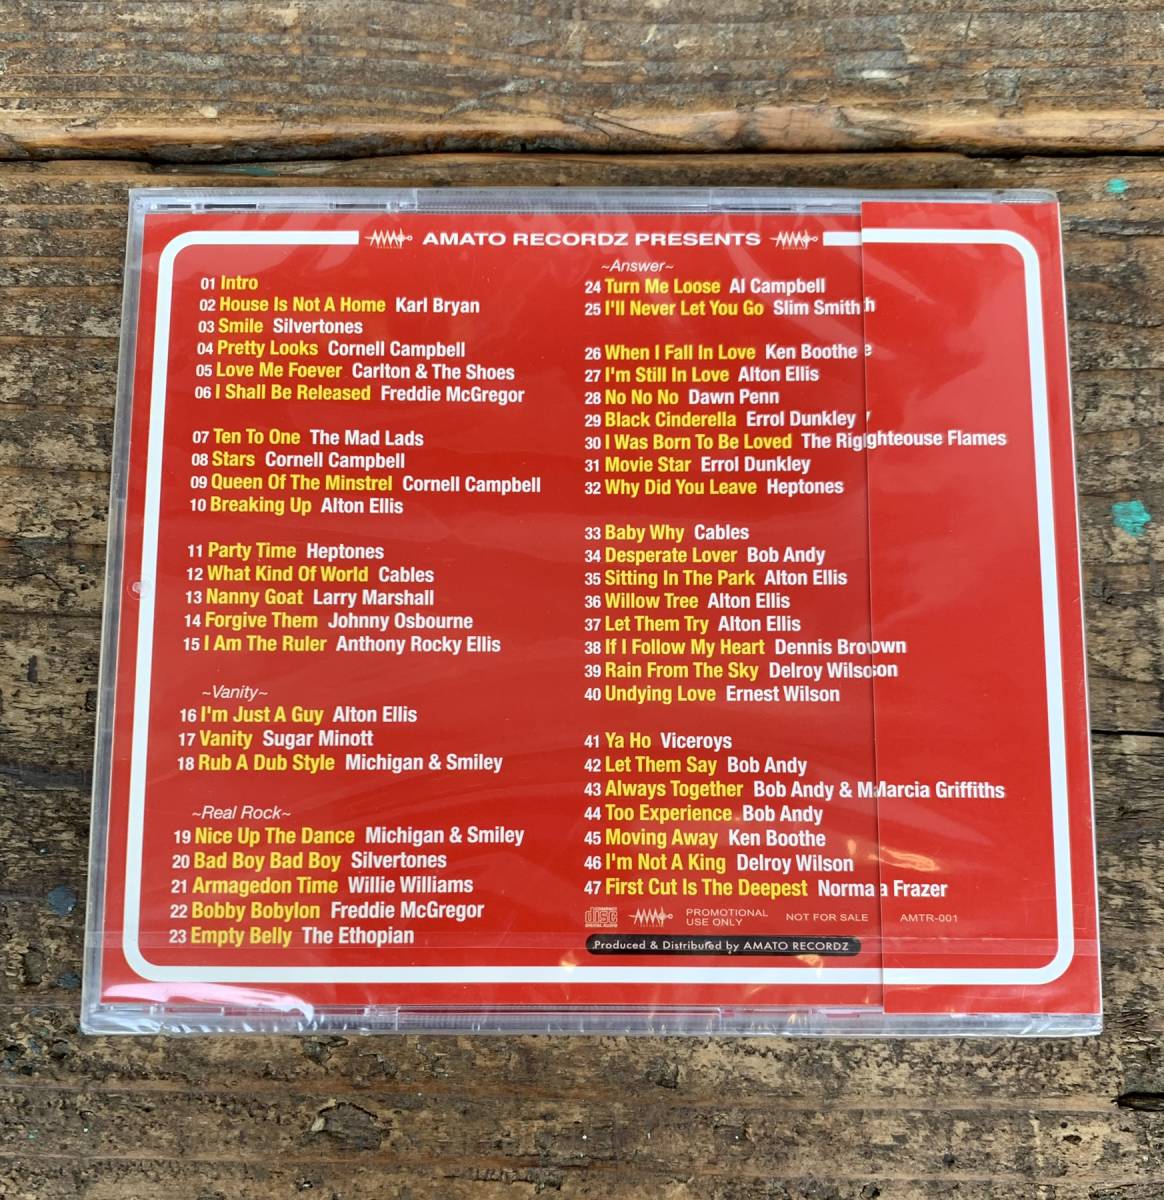 AMATO RECORDZ PRESENTS
01 Intro
02 House Is Not A Home Karl Bryan
03 Smile Silvertones
04 Pretty Looks Cornell Campbell
05 Love Me Foever Carlton & The Shoes
06 I Shall Be Released Freddie McGregor
07 Ten To One The Mad Lads
08 Stars Cornell Campbell
09 Queen Of The Minstrel Cornell Campbell
10 Breaking Up Alton Ellis
11 Party Time Heptones
12 What Kind Of World Cables
13 Nanny Goat Larry Marshall
14 Forgive Them Johnny Osbourne
15 I Am The Ruler Anthony Rocky Ellis
~Vanity~
16 I'm Just A Guy Alton Ellis
17 Vanity Sugar Minott
18 Rub A Dub Style Michigan & Smiley
~Real Rock~
19 Nice Up The Dance Michigan & Smiley
20 Bad Boy Bad Boy Silvertones
21 Armagedon Time Willie Williams
22 Bobby Bobylon Freddie McGregor
23 Empty Belly The Ethopian
~Answer~
24 Turn Me Loose Al Campbell
25 I'll Never Let You Go Slim Smith
26 When I Fall In Love Ken Boothe
27 I'm Still In Love Alton Ellis
28 No No No Dawn Penn
29 Black Cinderella Errol Dunkley
30 I Was Born To Be Loved The Righteouse Flames
31 Movie Star Errol Dunkley
32 Why Did You Leave Heptones
33 Baby Why Cables
34 Desperate Lover Bob Andy
35 Sitting In The Park Alton Ellis
36 Willow Tree Alton Ellis
37 Let Them Try Alton Ellis
38 If I Follow My Heart Dennis Brown
39 Rain From The Sky Delroy Wilson
40 Undying Love Ernest Wilson
41 Ya Ho Viceroys
42 Let Them Say Bob Andy
43 Always Together Bob Andy & Marcia Griffiths
44 Too Experience Bob Andy
45 Moving Away Ken Boothe
46 I'm Not A King Delroy Wilson
47 First Cut Is The Deepest Norma Frazer
COMPACT disc DIGITAL AUDIO
PROMOTIONAL USE ONLY NOT FOR SALE AMTR-001
Produced & Distributed by AMATO RECORDZ